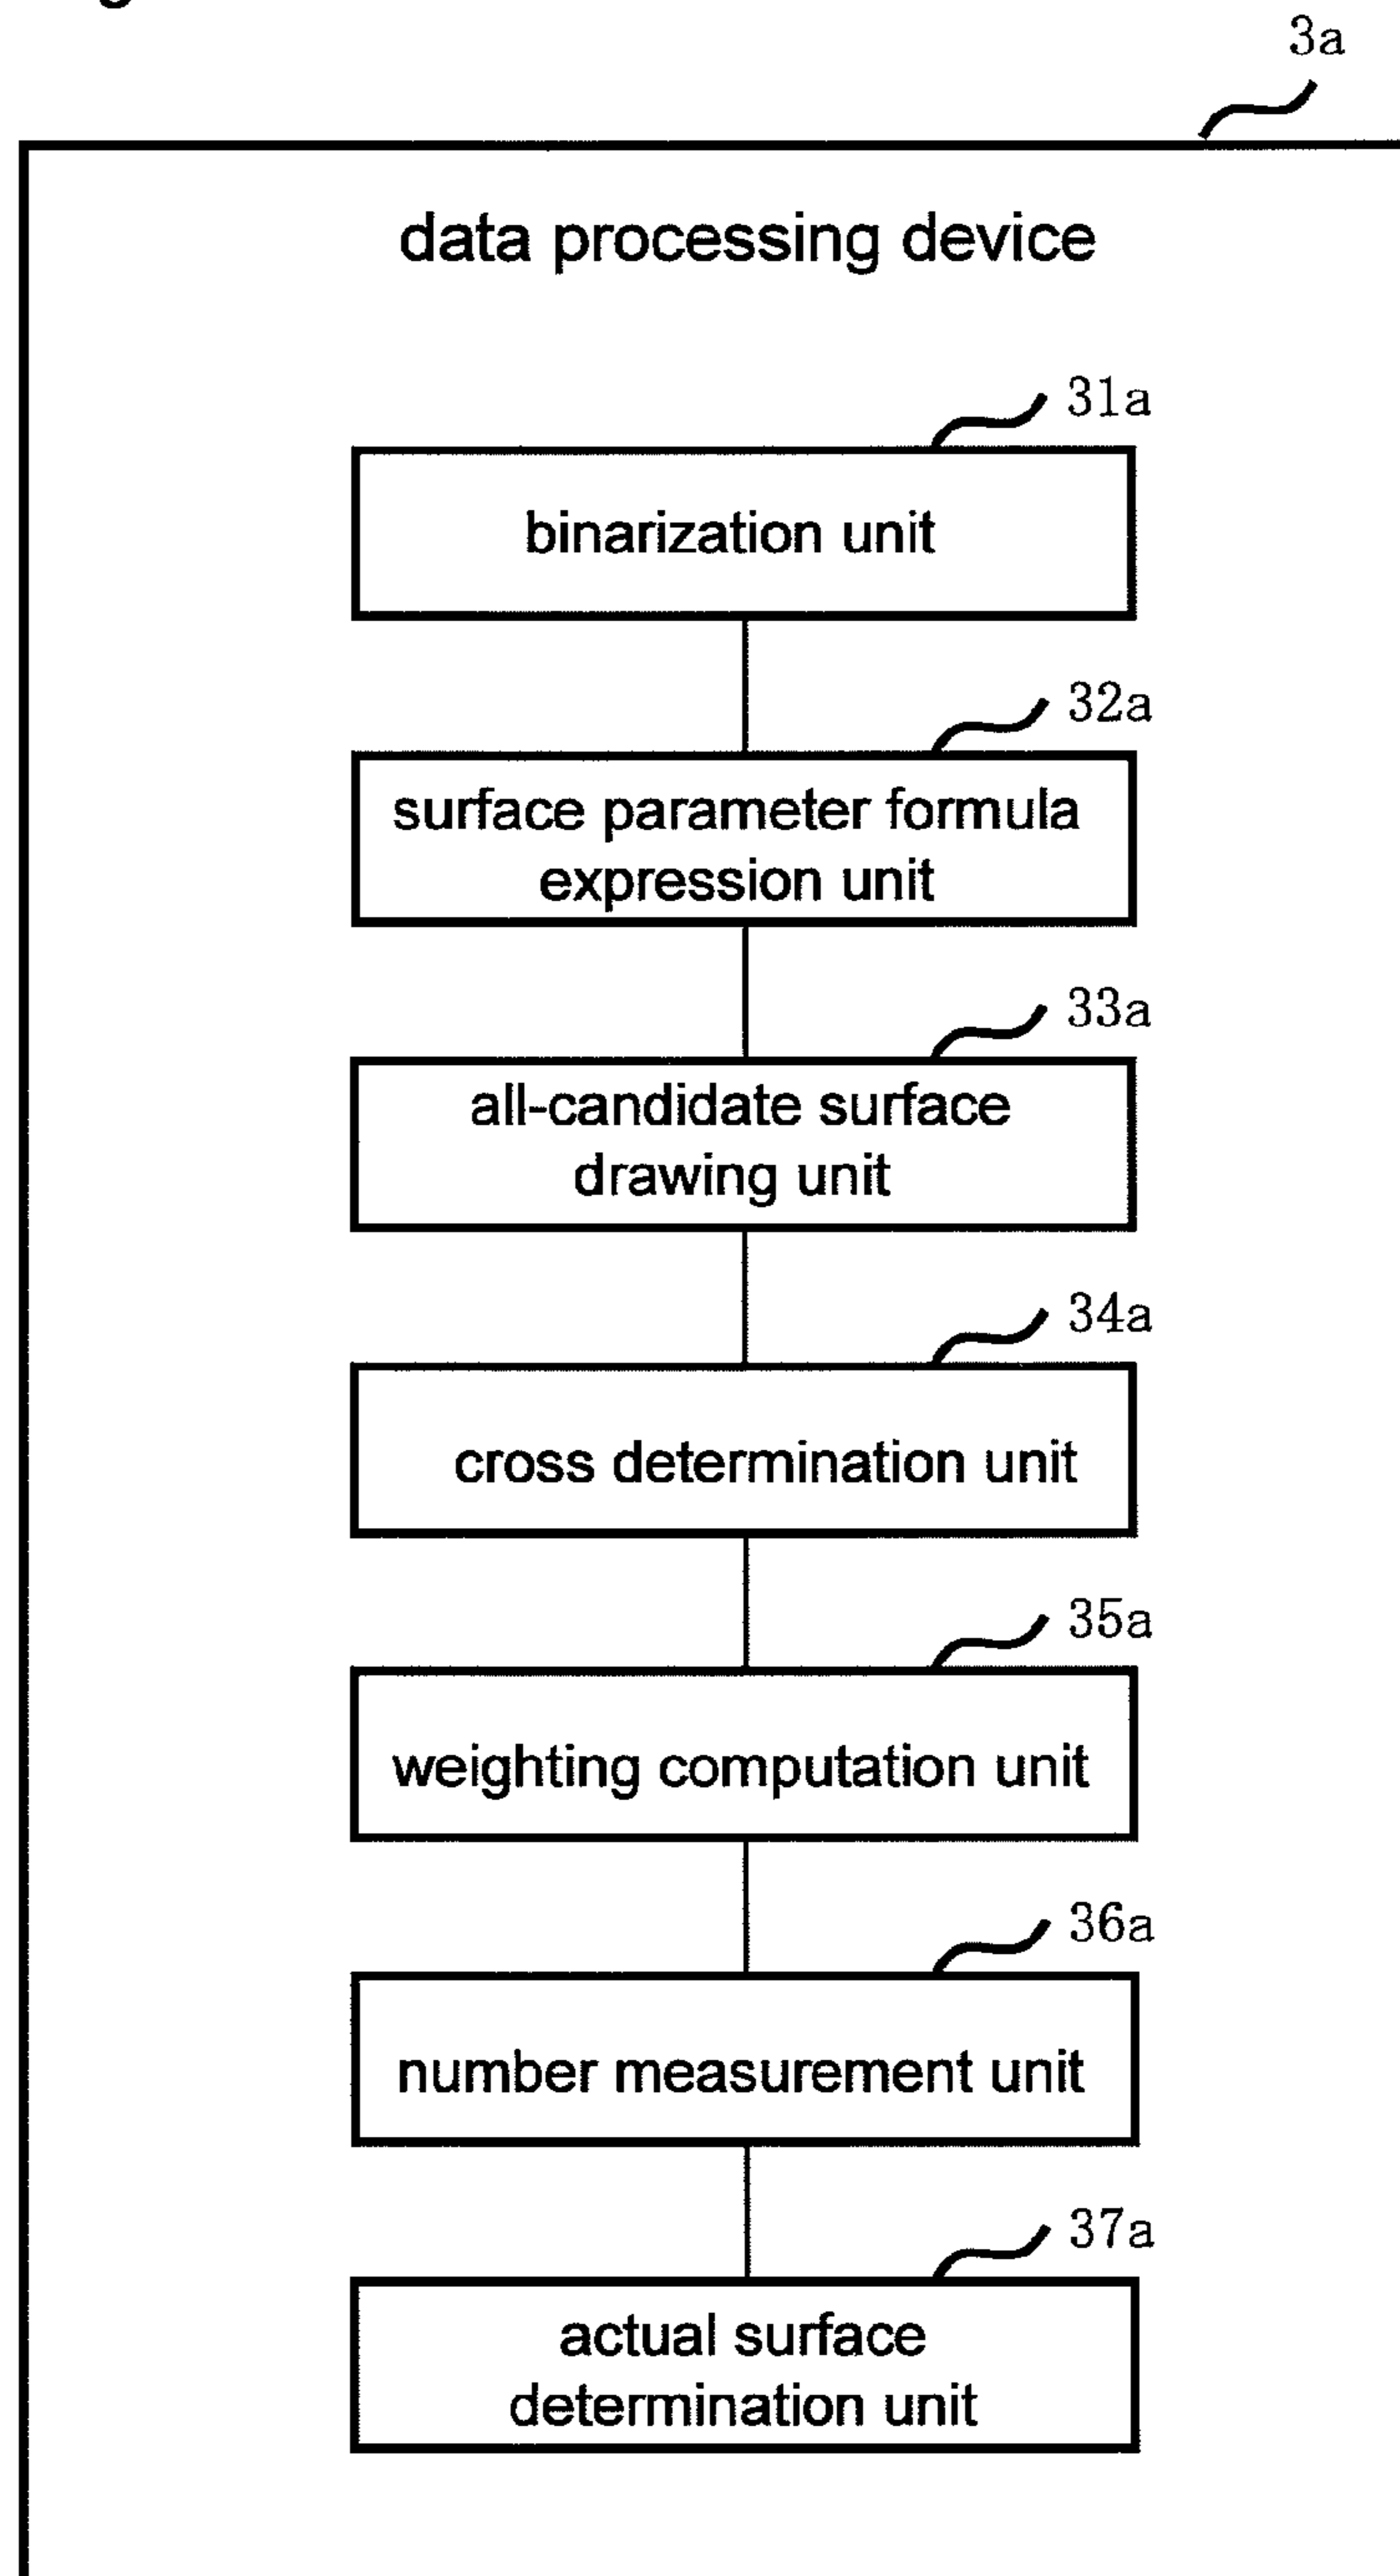 3a
data processing device
31a
binarization unit
32a
surface parameter formula
expression unit
33a
all-candidate surface
drawing unit
34a
cross determination unit
35a
weighting computation unit
36a
number measurement unit
37a
actual surface
determination unit